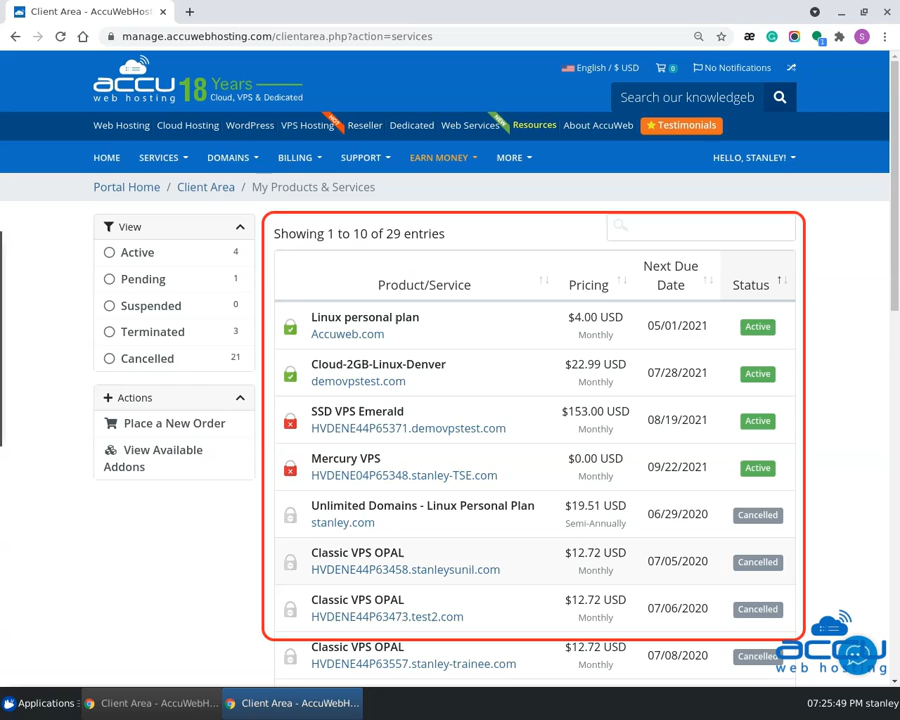 Client Area - AccuWebHos
manage.accuwebhosting.com/clientarea.php?action=services
S
English / $ USD
0
No Notifications
accu
web hosting
18 Years
Cloud, VPS & Dedicated
Search our knowledgeb
Web Hosting Cloud Hosting WordPress VPS Hosting HOT Reseller Dedicated Web Services NEW Resources About AccuWeb Testimonials
HOME SERVICES DOMAINS BILLING SUPPORT EARN MONEY MORE HELLO, STANLEY!
Portal Home / Client Area / My Products & Services
View
Active 4
Pending 1
Suspended 0
Terminated 3
Cancelled 21
Actions
Place a New Order
View Available
Addons
Showing 1 to 10 of 29 entries
Product/Service Pricing Next Due
Date Status
Linux personal plan $4.00 USD 05/01/2021 Active
Accuweb.com Monthly
Cloud-2GB-Linux-Denver $22.99 USD 07/28/2021 Active
demovpstest.com Monthly
SSD VPS Emerald $153.00 USD 08/19/2021 Active
HVDENE44P65371.demovpstest.com Monthly
Mercury VPS $0.00 USD 09/22/2021 Active
HVDENE04P65348.stanley-TSE.com Monthly
Unlimited Domains - Linux Personal Plan $19.51 USD 06/29/2020 Cancelled
stanley.com Semi-Annually
Classic VPS OPAL $12.72 USD 07/05/2020 Cancelled
HVDENE44P63458.stanleysunil.com Monthly
Classic VPS OPAL $12.72 USD 07/06/2020 Cancelled
HVDENE44P63473.test2.com Monthly
Classic VPS OPAL $12.72 USD 07/08/2020 Cancelled
HVDENE44P63557.stanley-trainee.com Monthly
accu
web hosting
Applications Client Area - AccuWebH... Client Area - AccuWebH... 07:25:49 PM stanley